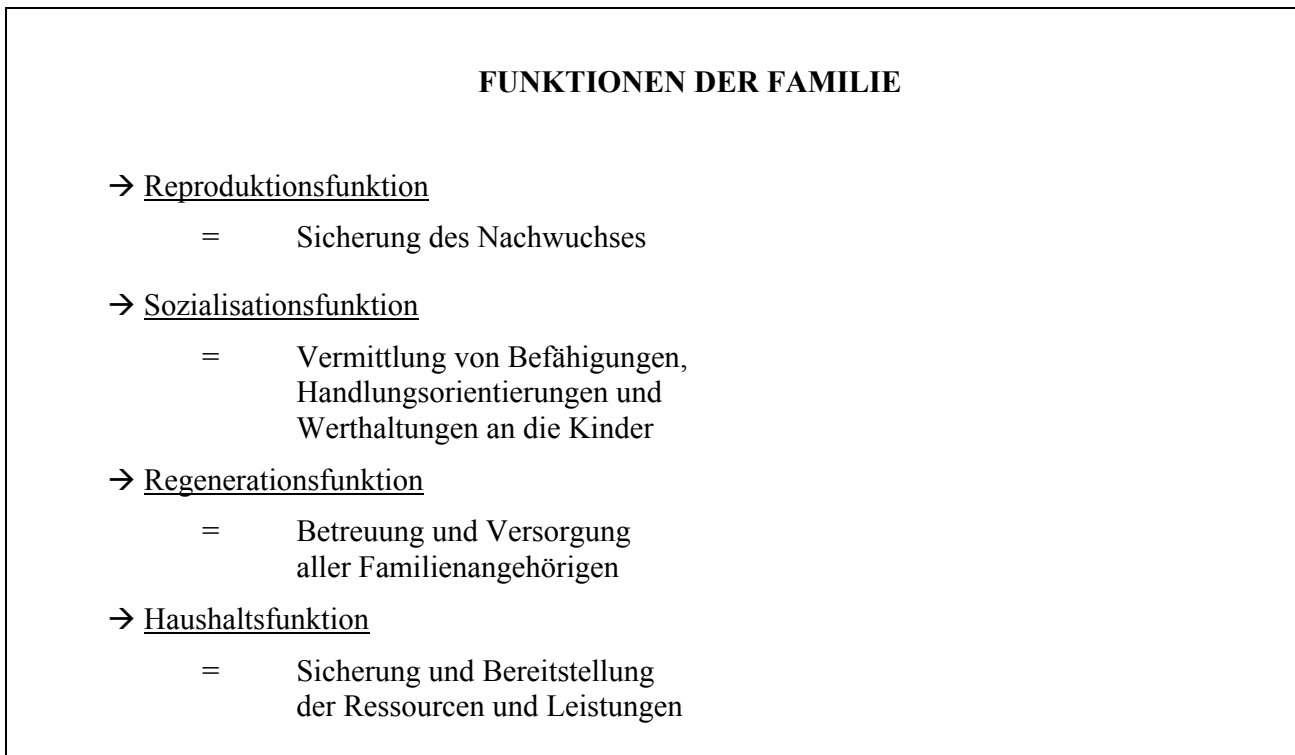 FUNKTIONEN DER FAMILIE
→ Reproduktionsfunktion
= Sicherung des Nachwuchses
→ Sozialisationsfunktion
= Vermittlung von Befähigungen,
Handlungsorientierungen und
Werthaltungen an die Kinder
→ Regenerationsfunktion
= Betreuung und Versorgung
aller Familienangehörigen
→ Haushaltsfunktion
= Sicherung und Bereitstellung
der Ressourcen und Leistungen